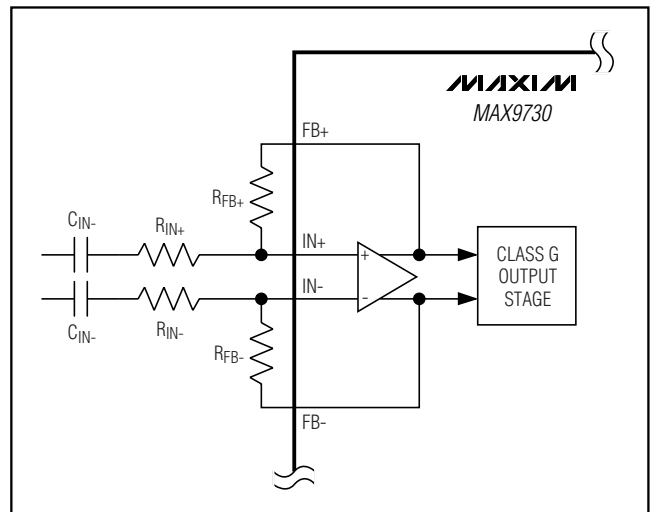 MAXIM
MAX9730
FB+
RFB+
CIN-
RIN+
IN+
+
CLASS G
OUTPUT
STAGE
IN-
-
CIN-
RIN-
RFB-
FB-